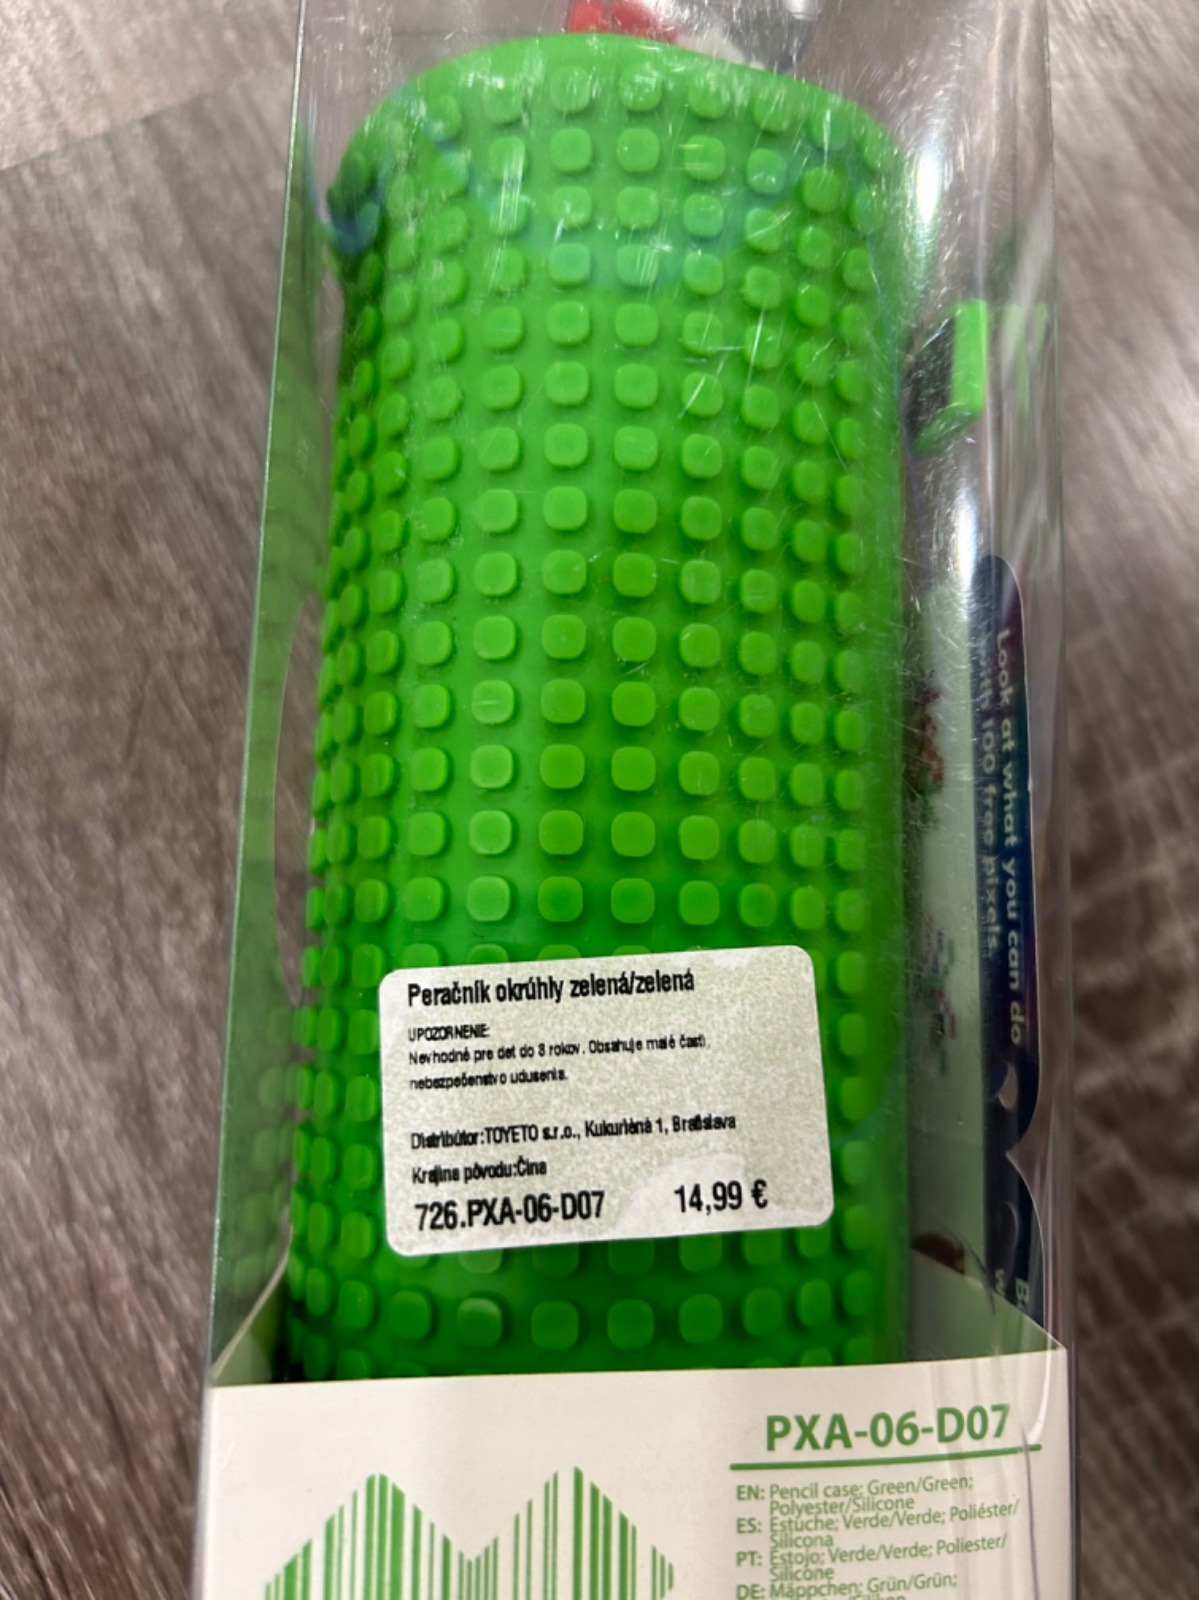 Look at what you can do
with 100 free pixels.
Peračník okrúhly zelená/zelená
UPOZORNENIE:
Nevhodné pre deti do 3 rokov. Obsahuje malé časti,
nebezpečenstvo udusenia.
Distribútor:TOYETO s.r.o., Kukuričná 1, Bratislava
Krajina pôvodu:Čína
726.PXA-06-D07 14,99 €
PXA-06-D07
EN: Pencil case; Green/Green;
Polyester/Silicone
ES: Estuche; Verde/Verde; Poliéster/
Silicona
PT: Estojo; Verde/Verde; Poliester/
Silicone
DE: Mäppchen; Grün/Grün;